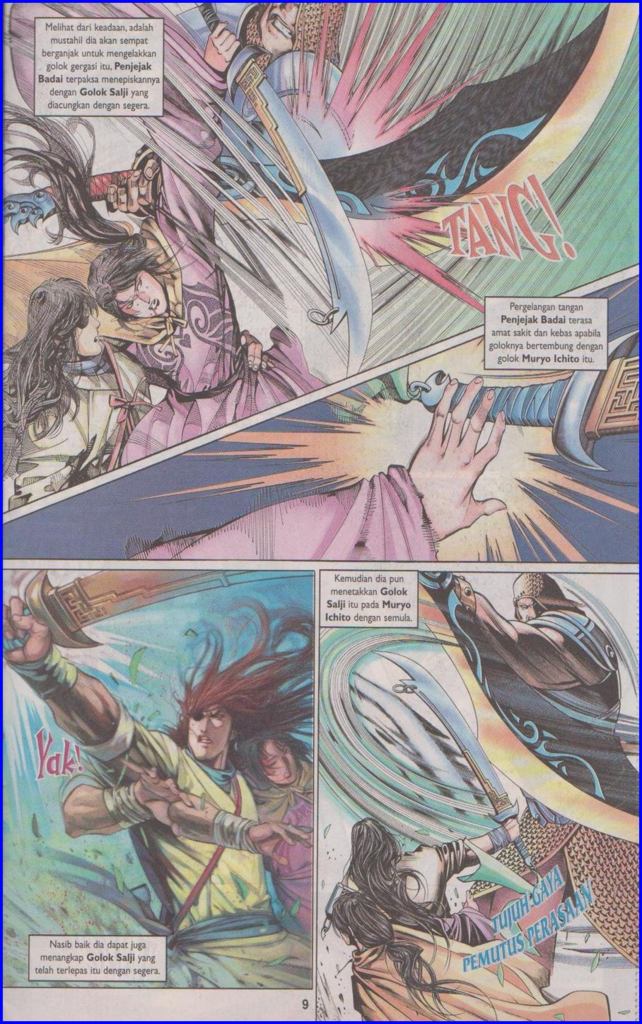 Melihat dari keadaan, adalah
mustahil dia akan sempat
berganjak untuk mengelakkan
golok gergasi itu, Penjejak
Badai terpaksa menepiskannya
dengan Golok Salji yang
diacungkan dengan segera.
TANG!
Pergelangan tangan
Penjejak Badai terasa
amat sakit dan kebas apabila
goloknya bertembung dengan
golok Muryo Ichito itu.
Yak!
Nasib baik dia dapat juga
menangkap Golok Salji yang
telah terlepas itu dengan segera.
Kemudian dia pun
menetakkan Golok
Salji itu pada Muryo
Ichito dengan semula.
TUJUH GAYA
PEMUTUS PERASAAN
9